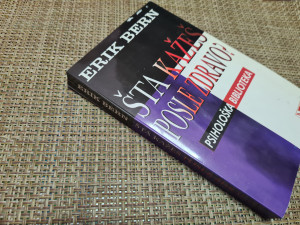 ERIK BERN
ŠTA KAŽEŠ
POSLE ZDRAVO?
PSIHOLOŠKA BIBLIOTEKA
ERIK BERN